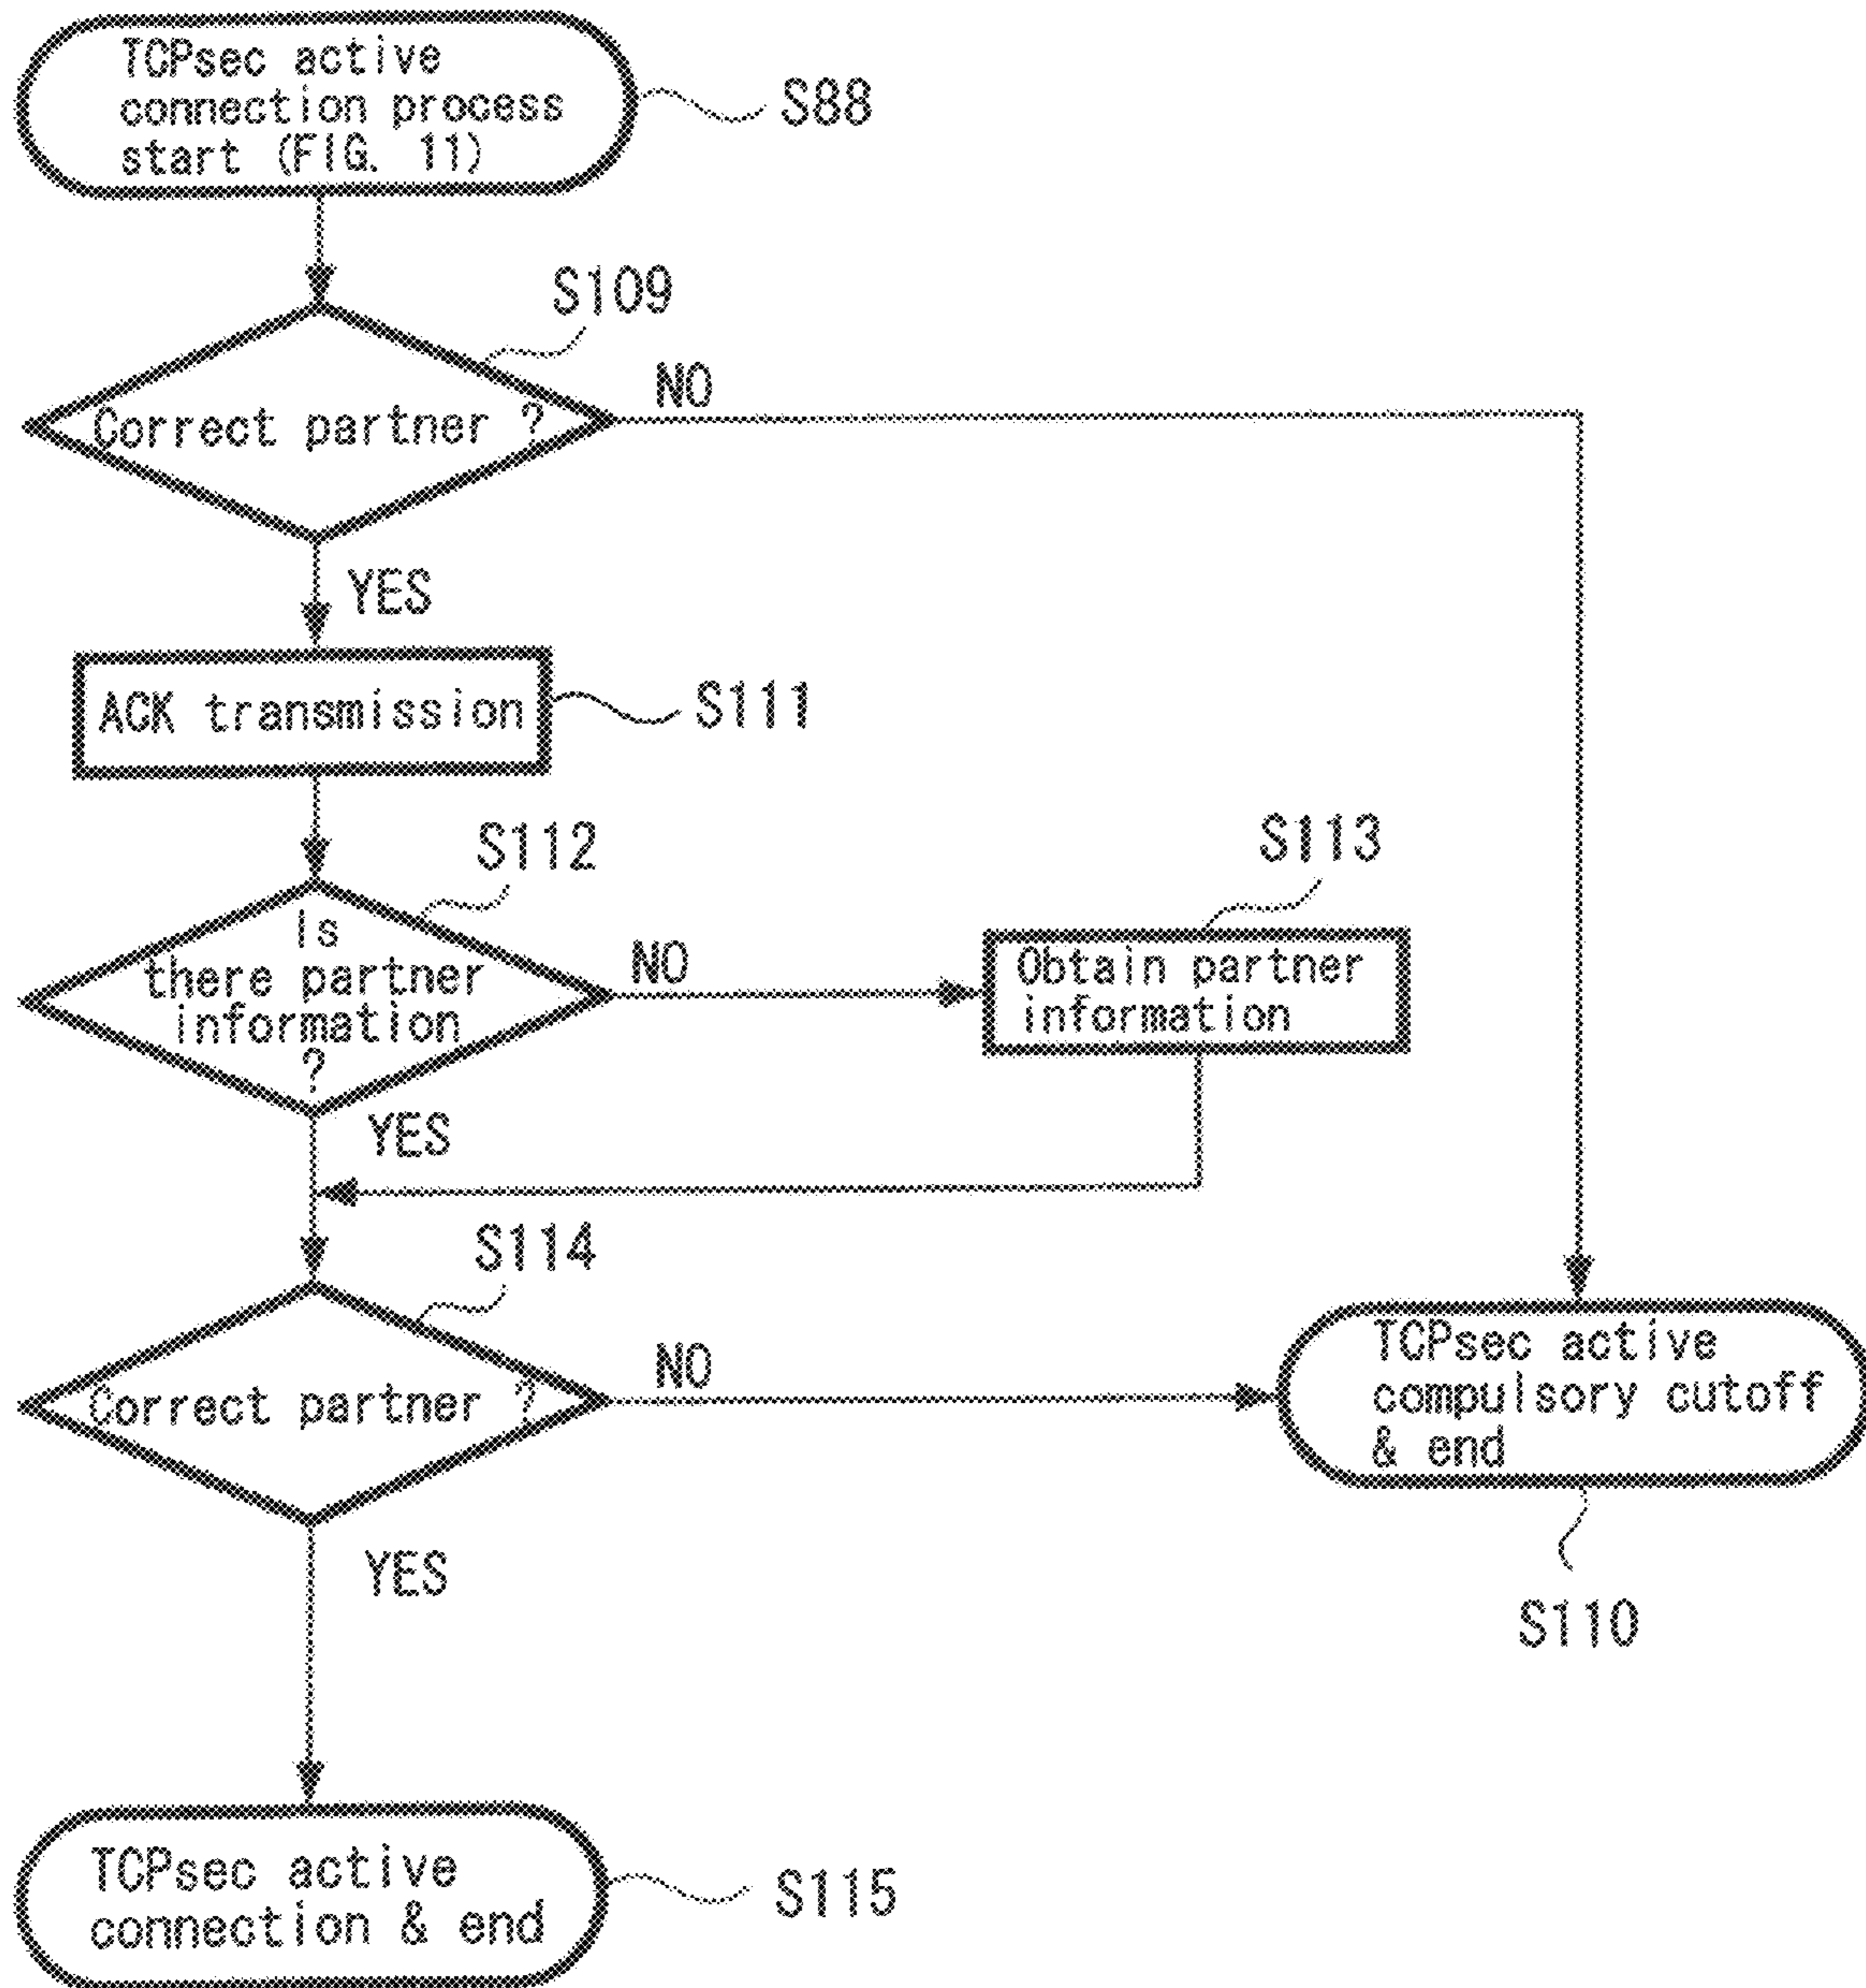 TCPsec active
connection process
start (FIG. 11)
S88
S109
Correct partner ?
NO
YES
ACK transmission
S111
S112
Is
there partner
information
?
NO
S113
Obtain partner
information
YES
S114
Correct partner ?
NO
TCPsec active
compulsory cutoff
& end
YES
S110
TCPsec active
connection & end
S115